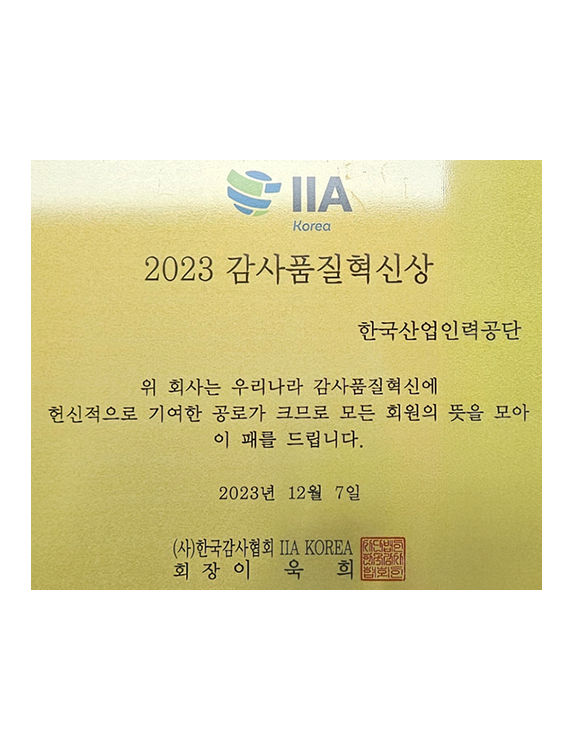 IIA
Korea
2023 감사품질혁신상
한국산업인력공단
위 회사는 우리나라 감사품질혁신에
헌신적으로 기여한 공로가 크므로 모든 회원의 뜻을 모아
이 패를 드립니다.
2023년 12월 7일
(사)한국감사협회 IIA KOREA
회 장 이 욱 희